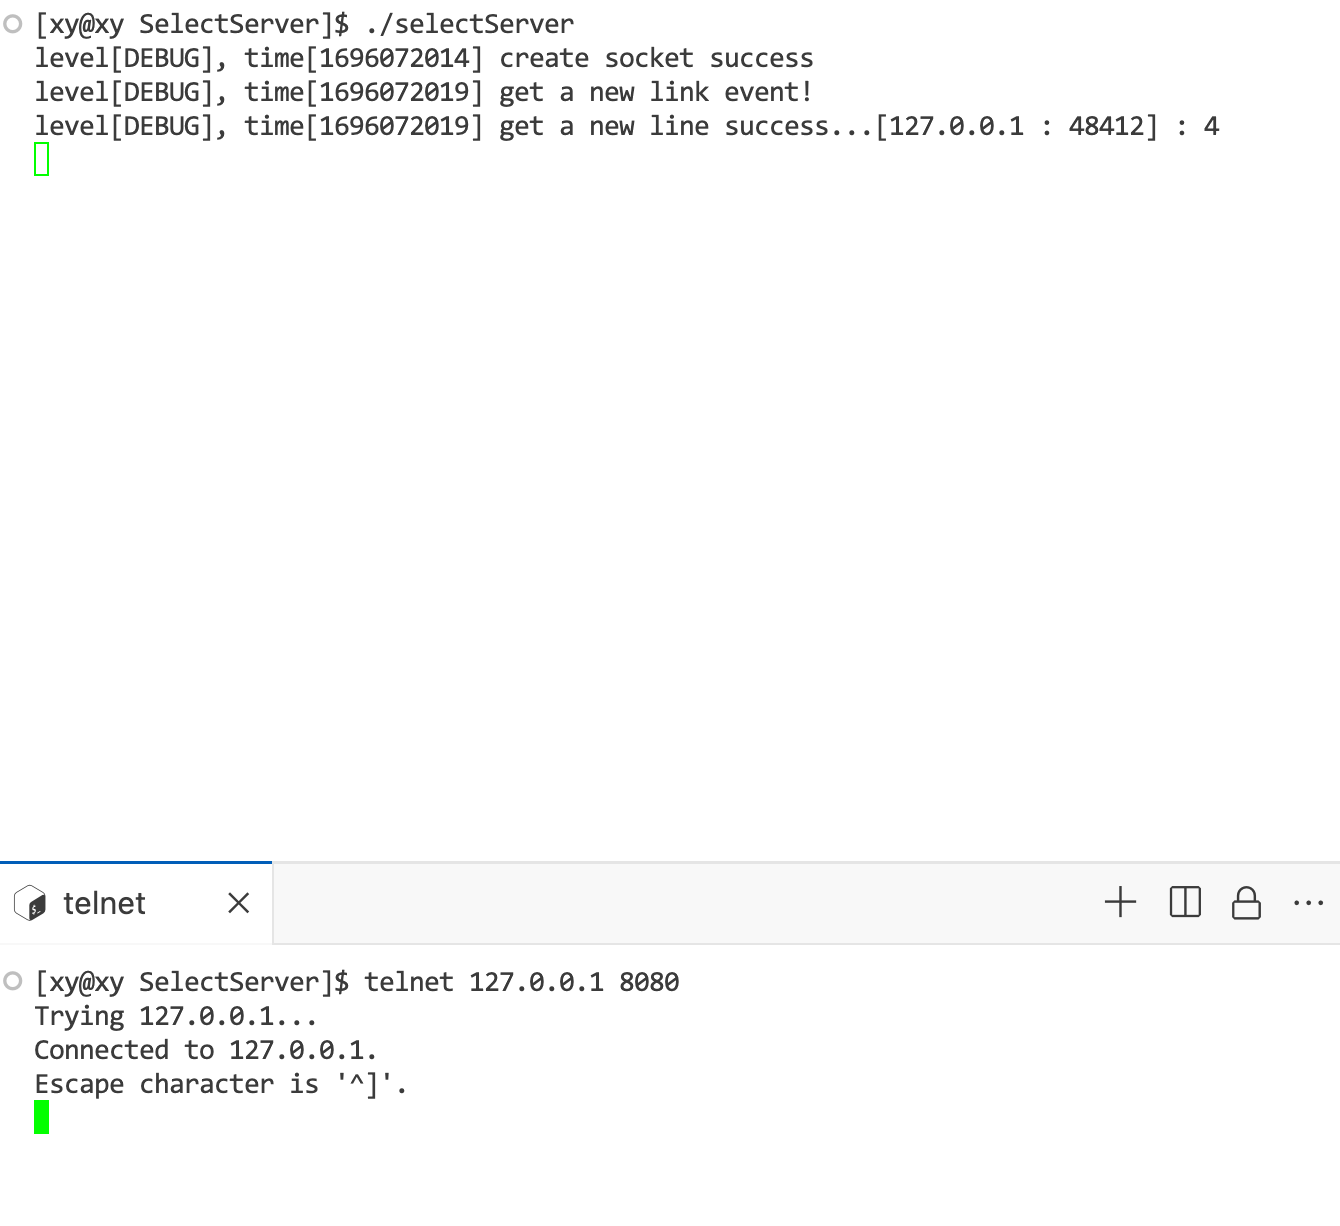 [xy@xy SelectServer]$ ./selectServer
level[DEBUG], time[1696072014] create socket success
level[DEBUG], time[1696072019] get a new link event!
level[DEBUG], time[1696072019] get a new line success...[127.0.0.1 : 48412] : 4
telnet
[xy@xy SelectServer]$ telnet 127.0.0.1 8080
Trying 127.0.0.1...
Connected to 127.0.0.1.
Escape character is '^]'.